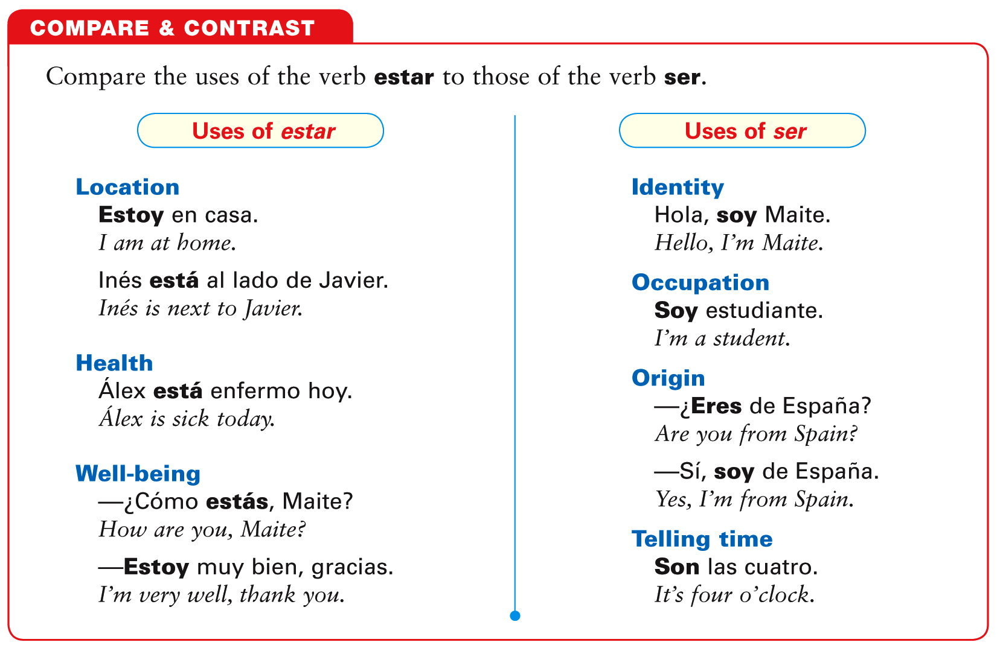 COMPARE & CONTRAST
Compare the uses of the verb estar to those of the verb ser.
Uses of estar
Location
Estoy en casa.
I am at home.
Inés está al lado de Javier.
Inés is next to Javier.
Health
Álex está enfermo hoy.
Álex is sick today.
Well-being
—¿Cómo estás, Maite?
How are you, Maite?
—Estoy muy bien, gracias.
I'm very well, thank you.
Uses of ser
Identity
Hola, soy Maite.
Hello, I'm Maite.
Occupation
Soy estudiante.
I'm a student.
Origin
—¿Eres de España?
Are you from Spain?
—Sí, soy de España.
Yes, I'm from Spain.
Telling time
Son las cuatro.
It's four o'clock.